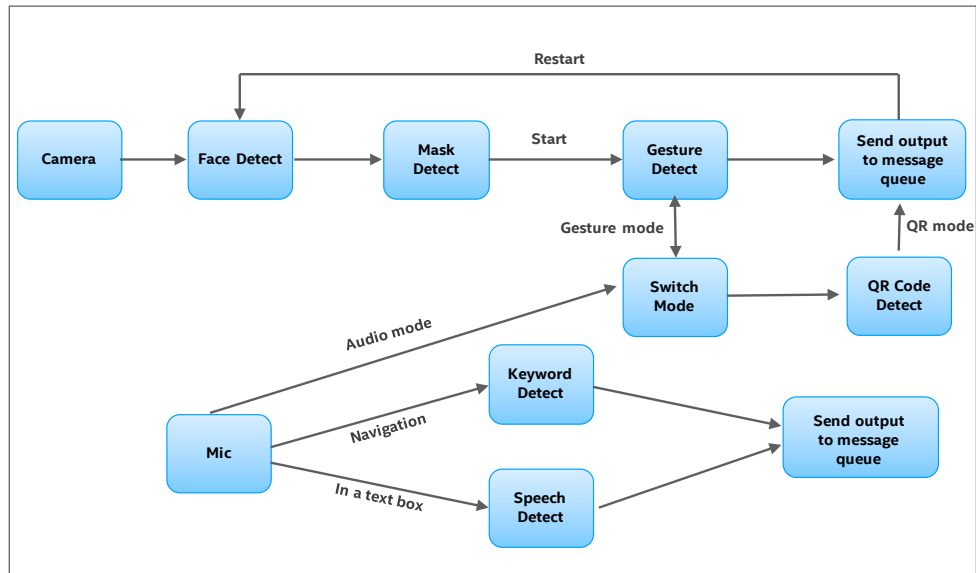 Restart
Camera
Face Detect
Mask
Detect
Start
Gesture
Detect
Send output
to message
queue
Gesture mode
QR mode
Switch
Mode
QR Code
Detect
Audio mode
Keyword
Detect
Navigation
Mic
Send output
to message
queue
In a text box
Speech
Detect